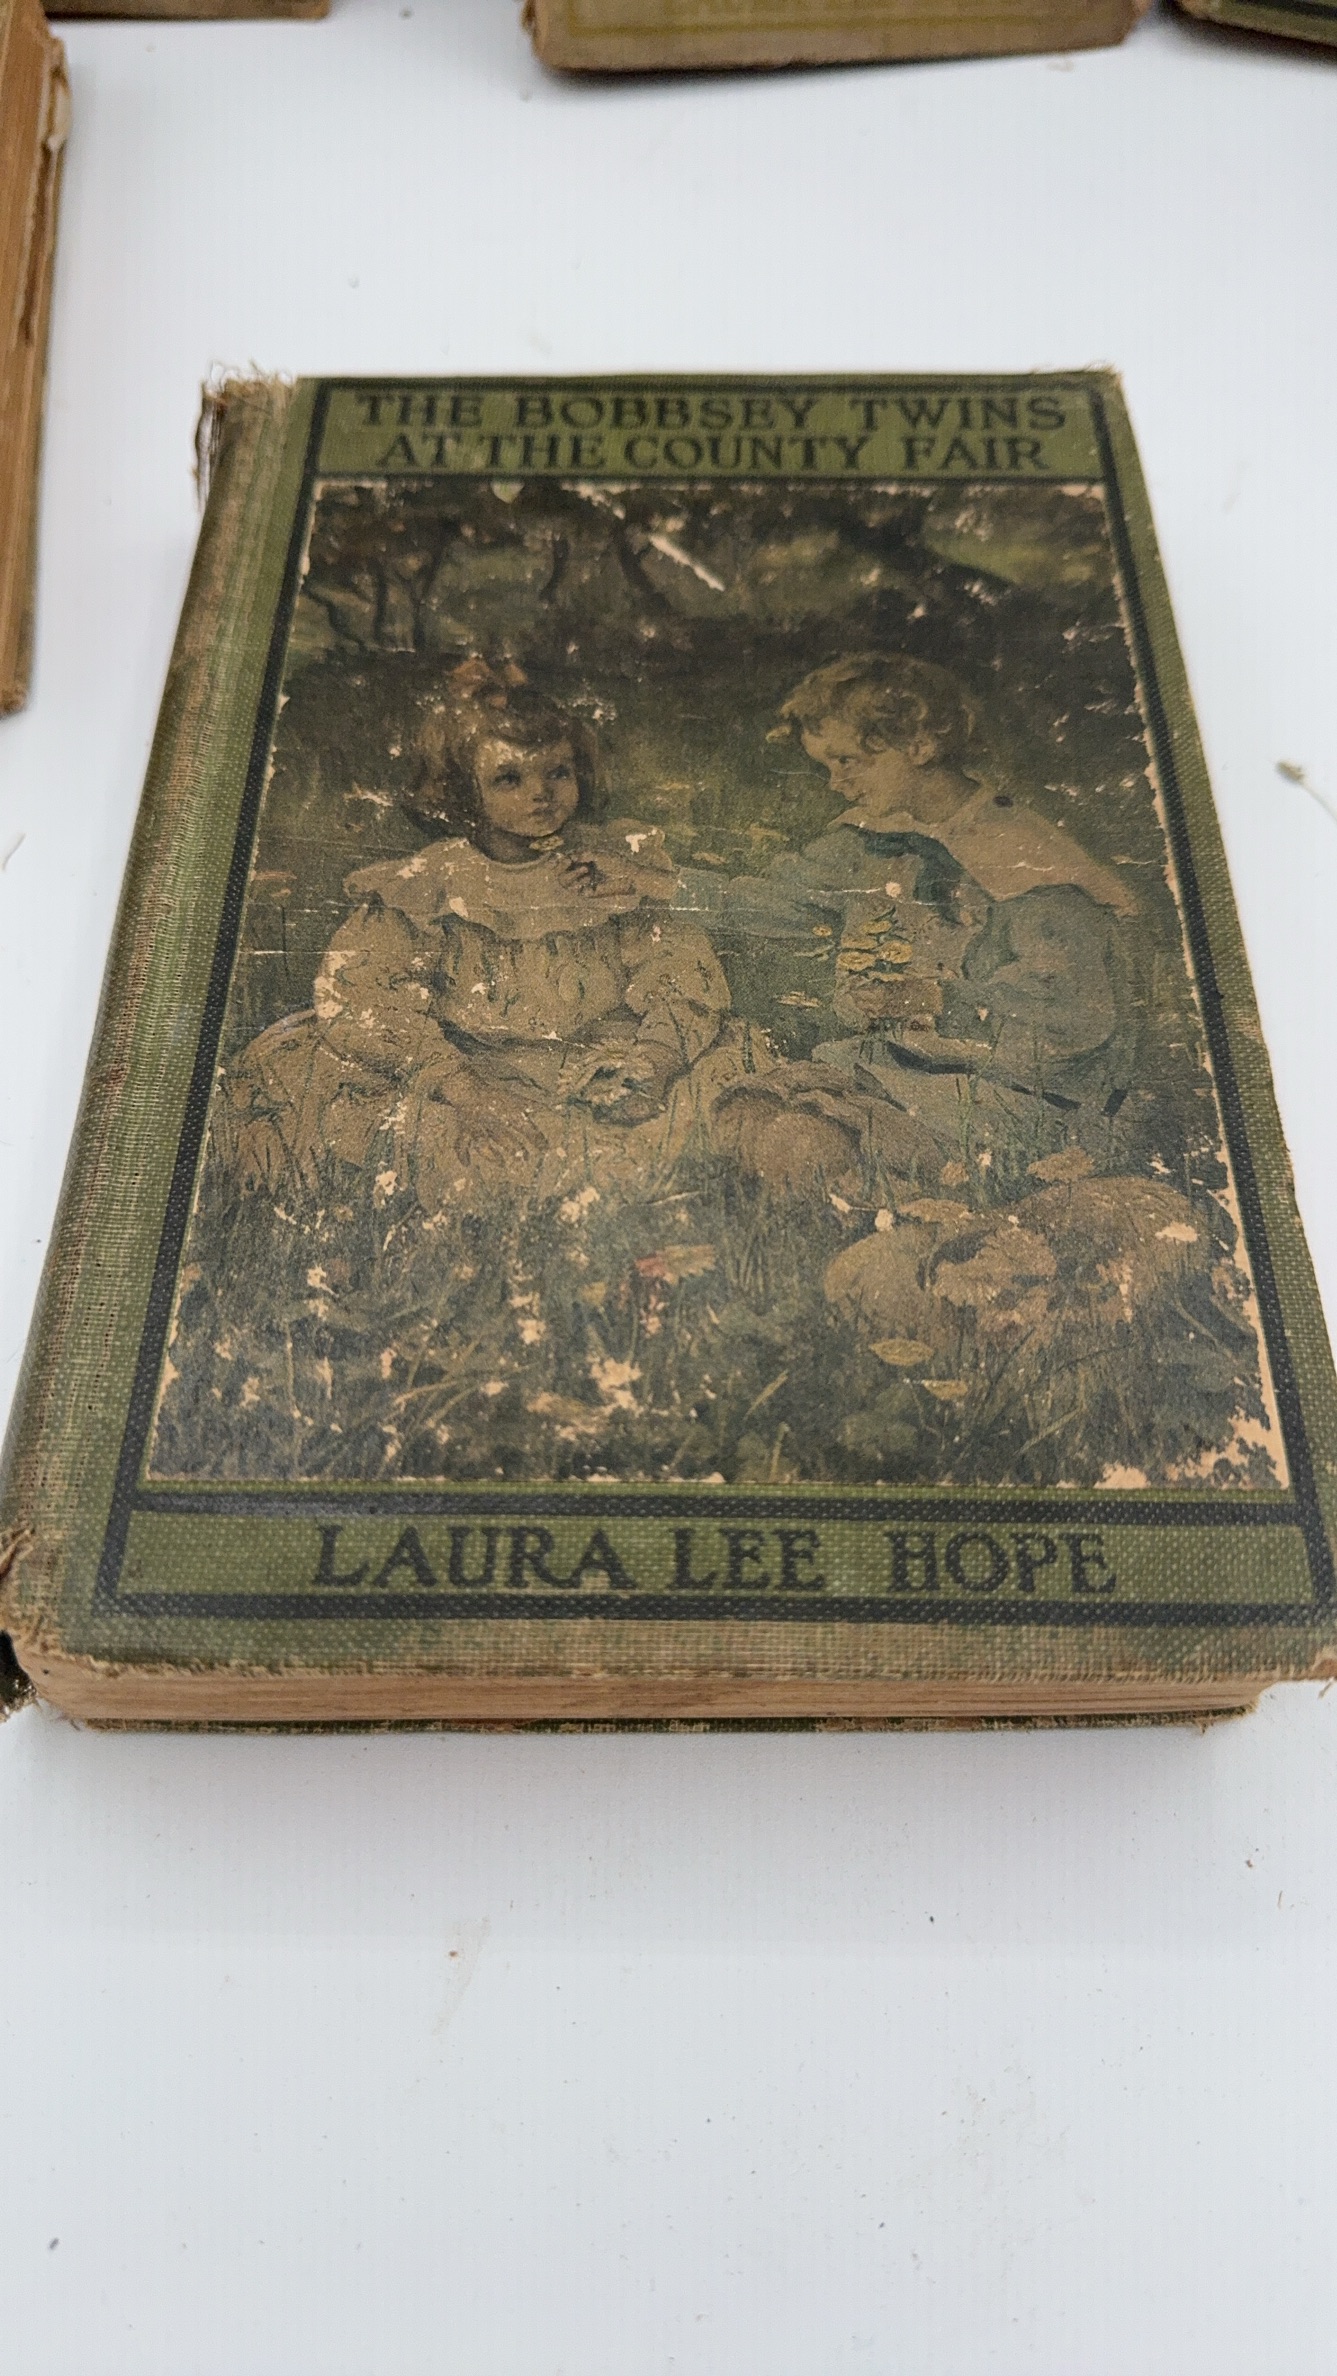 THE BOBBSEY TWINS
AT THE COUNTY FAIR
LAURA LEE HOPE